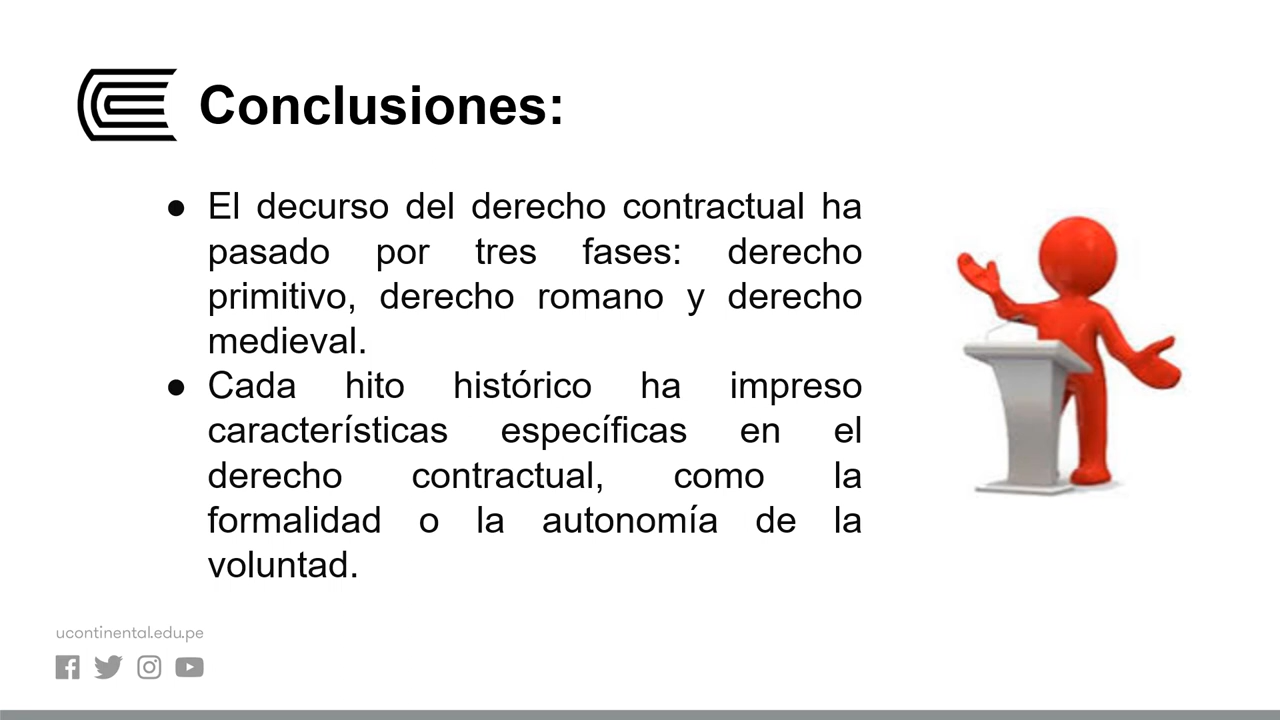 Conclusiones:
● El decurso del derecho contractual ha
pasado por tres fases: derecho
primitivo, derecho romano y derecho
medieval.
● Cada hito histórico ha impreso
características específicas en el
derecho contractual, como la
formalidad o la autonomía de la
voluntad.
ucontinental.edu.pe